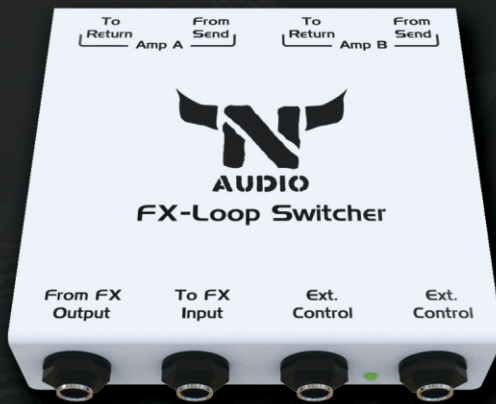 To From To From
Return Send Return Send
Amp A Amp B
N
AUDIO
FX-Loop Switcher
From FX To FX Ext. Ext.
Output Input Control Control